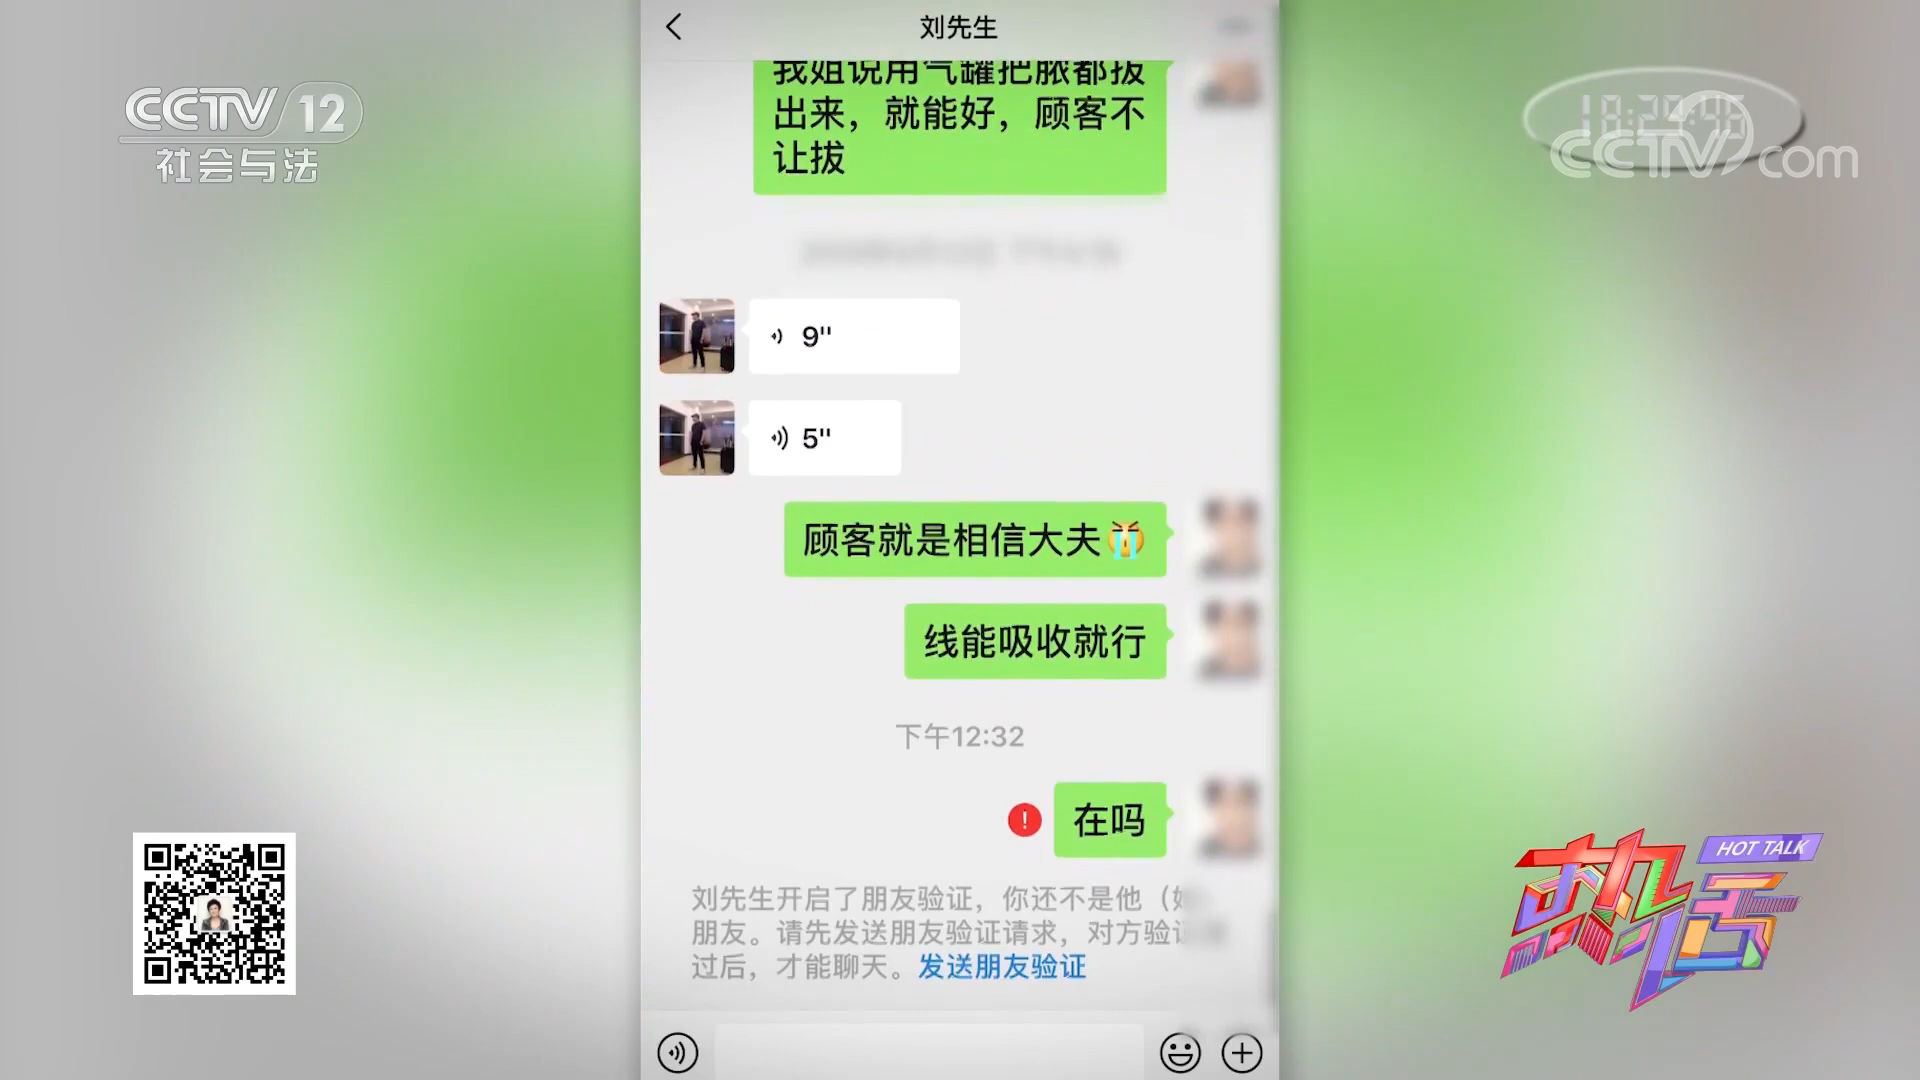 刘先生
CCTV 12
社会与法
CCTV.com
我姐说用气罐把脓都拔
出来，就能好，顾客不
让拔
9"
5"
顾客就是相信大夫😭
线能吸收就行
下午12:32
! 在吗
刘先生开启了朋友验证，你还不是他（她
朋友。请先发送朋友验证请求，对方验证
过后，才能聊天。发送朋友验证
HOT TALK
热话